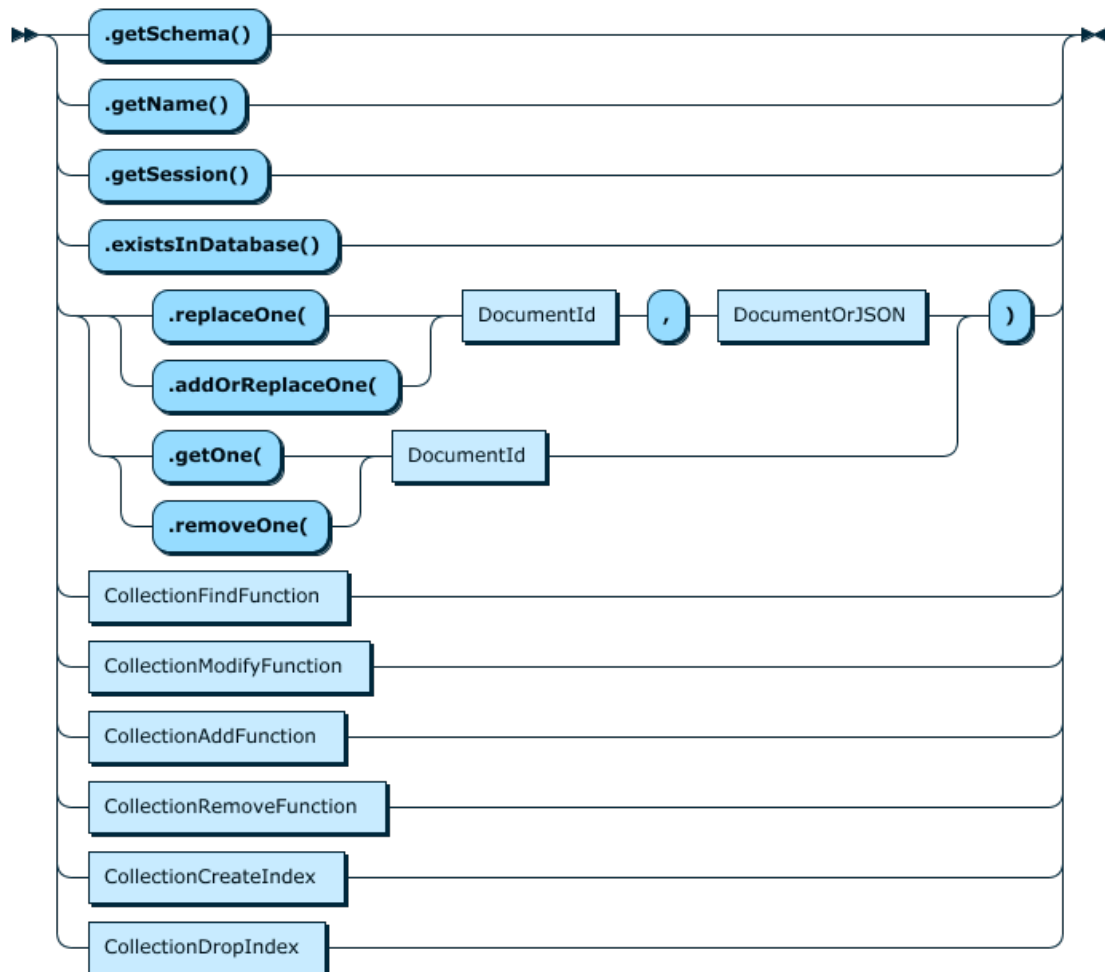 .getSchema()
.getName()
.getSession()
.existsInDatabase()
.replaceOne( DocumentId , DocumentOrJSON )
.addOrReplaceOne(
.getOne( DocumentId
.removeOne(
CollectionFindFunction
CollectionModifyFunction
CollectionAddFunction
CollectionRemoveFunction
CollectionCreateIndex
CollectionDropIndex